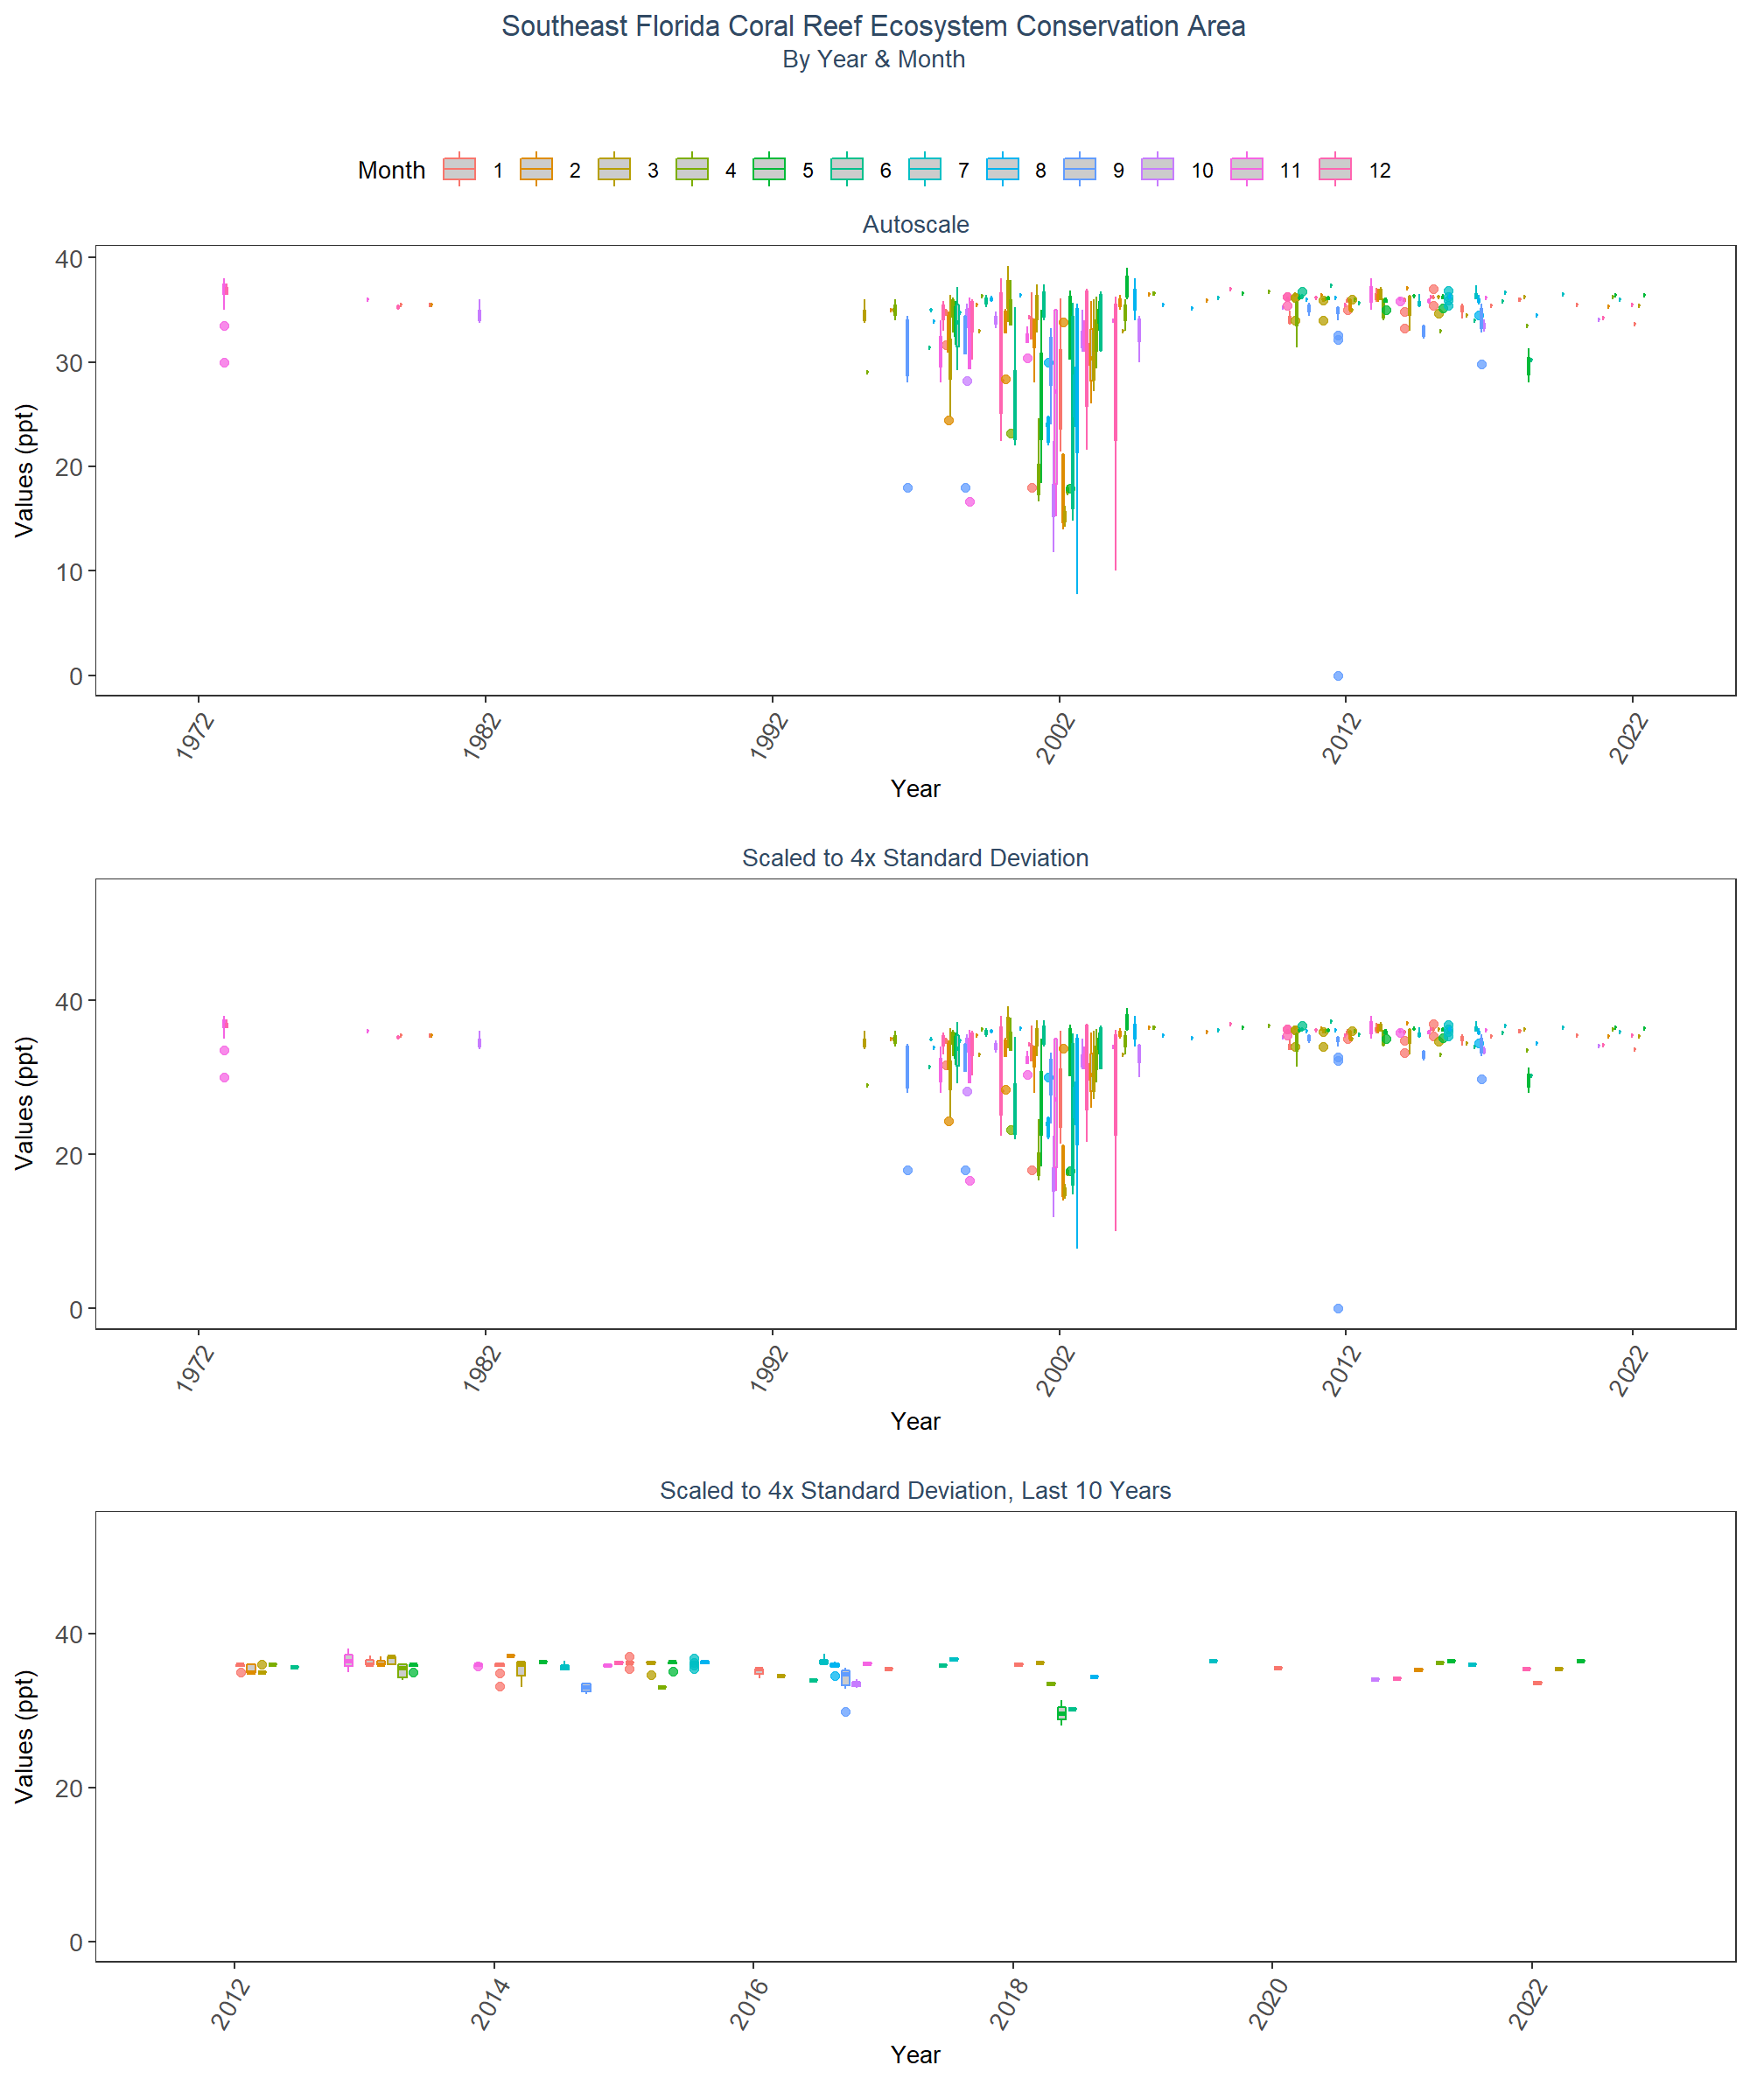 Southeast Florida Coral Reef Ecosystem Conservation Area
By Year & Month
Month 1 2 3 4 5 6 7 8 9 10 11 12
Autoscale
40
30
20
10
0
Values (ppt)
1972 1982 1992 2002 2012 2022
Year
Scaled to 4x Standard Deviation
40
20
0
Values (ppt)
1972 1982 1992 2002 2012 2022
Year
Scaled to 4x Standard Deviation, Last 10 Years
40
20
0
Values (ppt)
2012 2014 2016 2018 2020 2022
Year